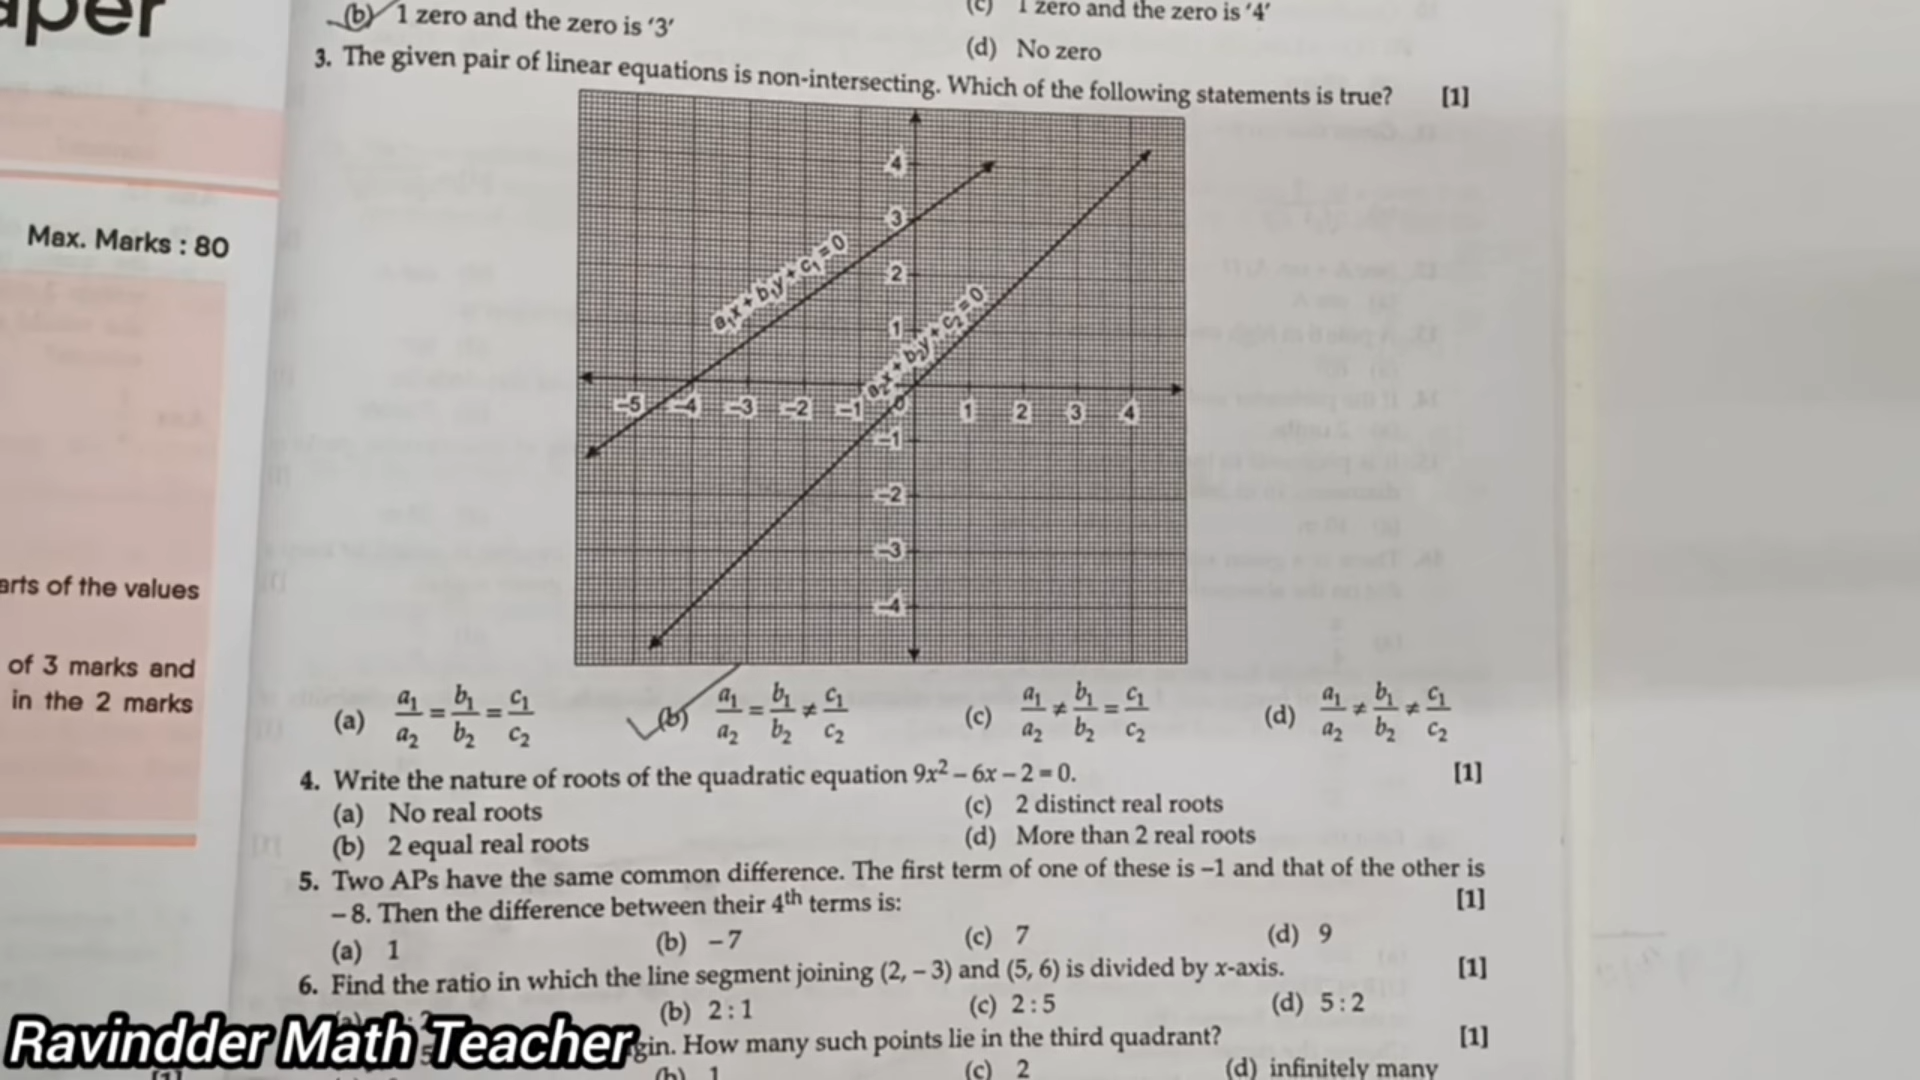 aper
(b) 1 zero and the zero is ‘3’
(c) 1 zero and the zero is ‘4’
(d) No zero
3. The given pair of linear equations is non-intersecting. Which of the following statements is true? [1]
4
3
2
1
a₁x + b₁y + c₁ = 0
a₂x + b₂y + c₂ = 0
–5 –4 –3 –2 –1 0 1 2 3 4
–1
–2
–3
–4
(a) a₁/a₂ = b₁/b₂ = c₁/c₂ (b) a₁/a₂ = b₁/b₂ ≠ c₁/c₂ (c) a₁/a₂ ≠ b₁/b₂ = c₁/c₂ (d) a₁/a₂ ≠ b₁/b₂ ≠ c₁/c₂
4. Write the nature of roots of the quadratic equation 9x² – 6x – 2 = 0. [1]
(a) No real roots (c) 2 distinct real roots
(b) 2 equal real roots (d) More than 2 real roots
5. Two APs have the same common difference. The first term of one of these is –1 and that of the other is
– 8. Then the difference between their 4th terms is: [1]
(a) 1 (b) – 7 (c) 7 (d) 9
6. Find the ratio in which the line segment joining (2, – 3) and (5, 6) is divided by x-axis. [1]
(b) 2 : 1 (c) 2 : 5 (d) 5 : 2
gin. How many such points lie in the third quadrant? [1]
(b) 1 (c) 2 (d) infinitely many
Max. Marks : 80
arts of the values
of 3 marks and
in the 2 marks
Ravindder Math Teacher